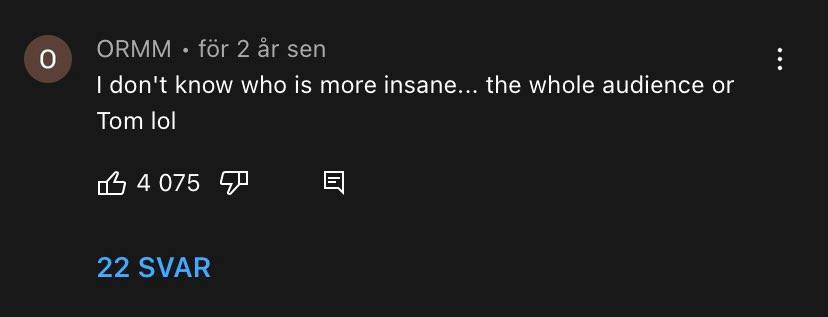 O
ORMM • för 2 år sen
I don't know who is more insane... the whole audience or
Tom lol
4 075
22 SVAR